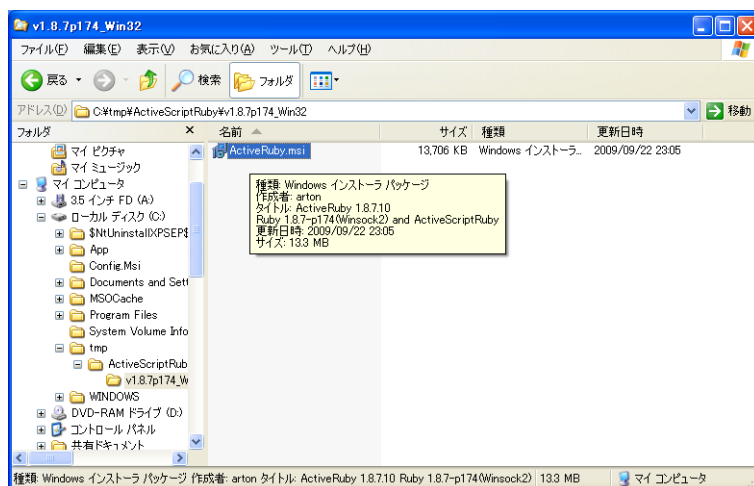 v1.8.7p174_Win32
ファイル(F) 編集(E) 表示(V) お気に入り(A) ツール(T) ヘルプ(H)
戻る 検索 フォルダ
アドレス(D) C:¥tmp¥ActiveScriptRuby¥v1.8.7p174_Win32 移動
フォルダ × 名前 サイズ 種類 更新日時
マイ ピクチャ
マイ ミュージック
マイ コンピュータ
3.5 インチ FD (A:)
ローカル ディスク (C:)
$NtUninstallXPSEP$
App
Config.Msi
Documents and Sett
MSOCache
Program Files
System Volume Info
tmp
ActiveScriptRub
v1.8.7p174_W
WINDOWS
DVD-RAM ドライブ (D:)
コントロール パネル
共有ドキュメント
ActiveRuby.msi 13,706 KB Windows インストーラ... 2009/09/22 23:05
種類: Windows インストーラ パッケージ
作成者: arton
タイトル: ActiveRuby 1.8.7.10
Ruby 1.8.7-p174(Winsock2) and ActiveScriptRuby
更新日時: 2009/09/22 23:05
サイズ: 13.3 MB
種類: Windows インストーラ パッケージ 作成者: arton タイトル: ActiveRuby 1.8.7.10 Ruby 1.8.7-p174(Winsock2) 13.3 MB マイ コンピュータ